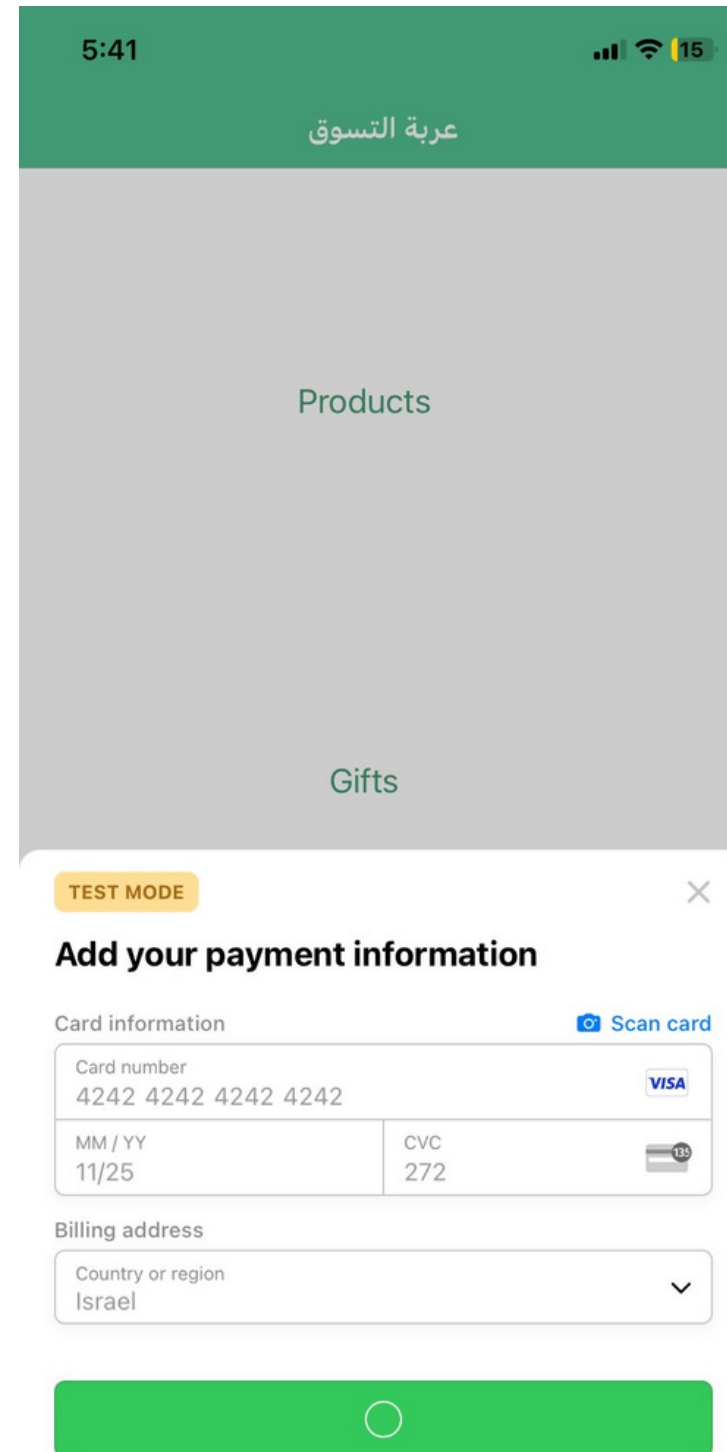 5:41
15
عربة التسوق
Products
Gifts
TEST MODE
Add your payment information
Card information
Scan card
Card number
4242 4242 4242 4242
VISA
MM / YY
11/25
CVC
272
135
Billing address
Country or region
Israel